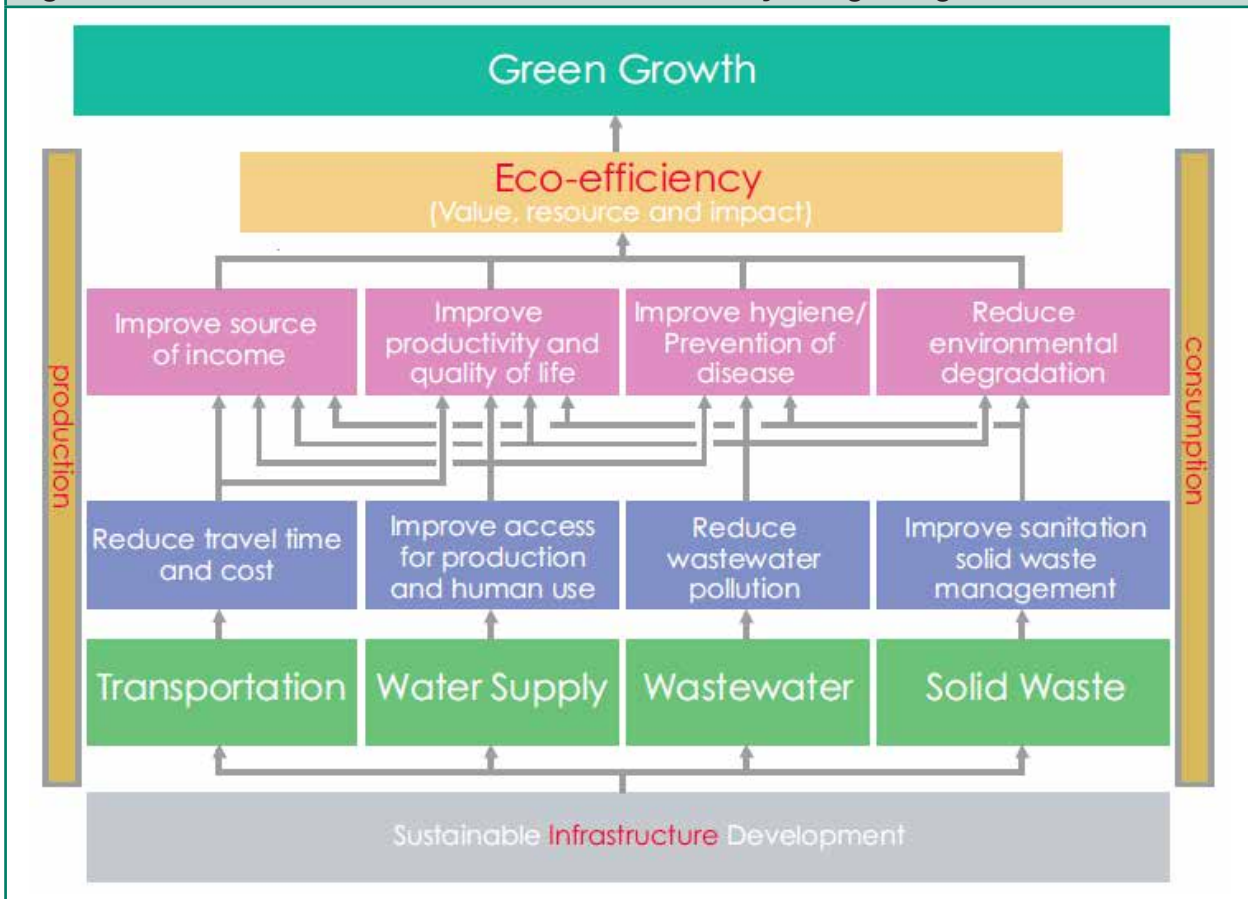 Green Growth
Eco-efficiency
(Value, resource and impact)
production
consumption
Improve source
of income
Improve
productivity and
quality of life
Improve hygiene/
Prevention of
disease
Reduce
environmental
degradation
Reduce travel time
and cost
Improve access
for production
and human use
Reduce
wastewater
pollution
Improve sanitation
solid waste
management
Transportation
Water Supply
Wastewater
Solid Waste
Sustainable Infrastructure Development